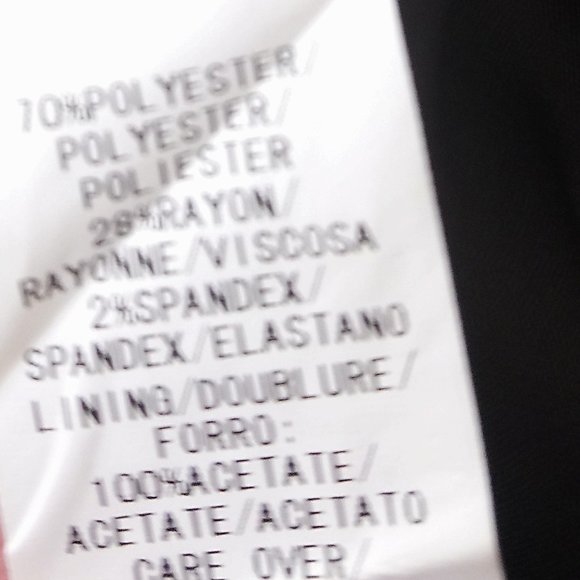 70%POLYESTER/
POLYESTER/
POLIESTER
28%RAYON/
RAYONNE/VISCOSA
2%SPANDEX/
SPANDEX/ELASTANO
LINING/DOUBLURE/
FORRO:
100%ACETATE/
ACETATE/ACETATO
CARE OVER/